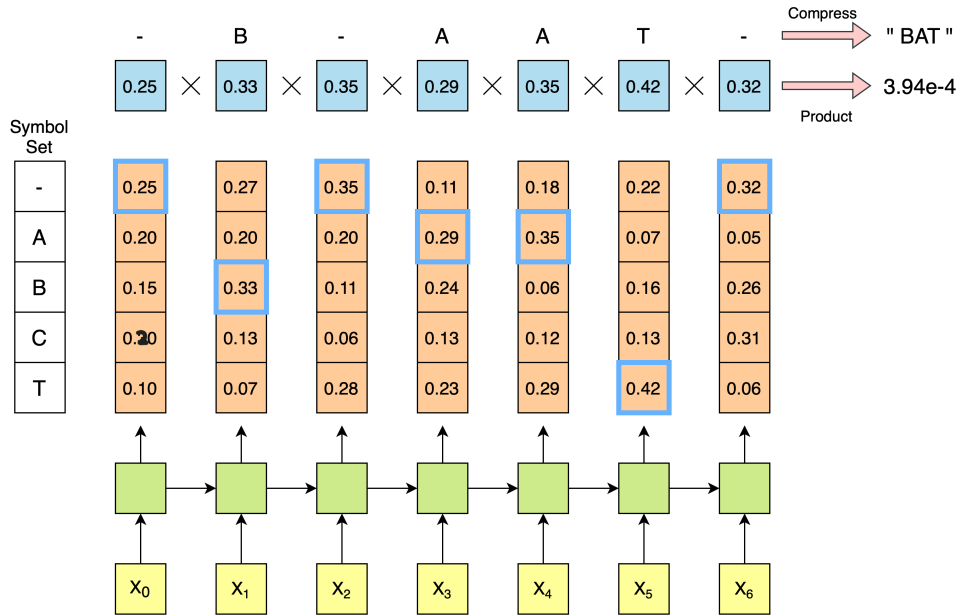 Compress
- B - A A T - " BAT "
0.25 × 0.33 × 0.35 × 0.29 × 0.35 × 0.42 × 0.32 3.94e-4
Product
Symbol
Set
- 0.25 0.27 0.35 0.11 0.18 0.22 0.32
A 0.20 0.20 0.20 0.29 0.35 0.07 0.05
B 0.15 0.33 0.11 0.24 0.06 0.16 0.26
C 0.13 0.06 0.13 0.12 0.13 0.31
T 0.10 0.07 0.28 0.23 0.29 0.42 0.06
X₀ X₁ X₂ X₃ X₄ X₅ X₆